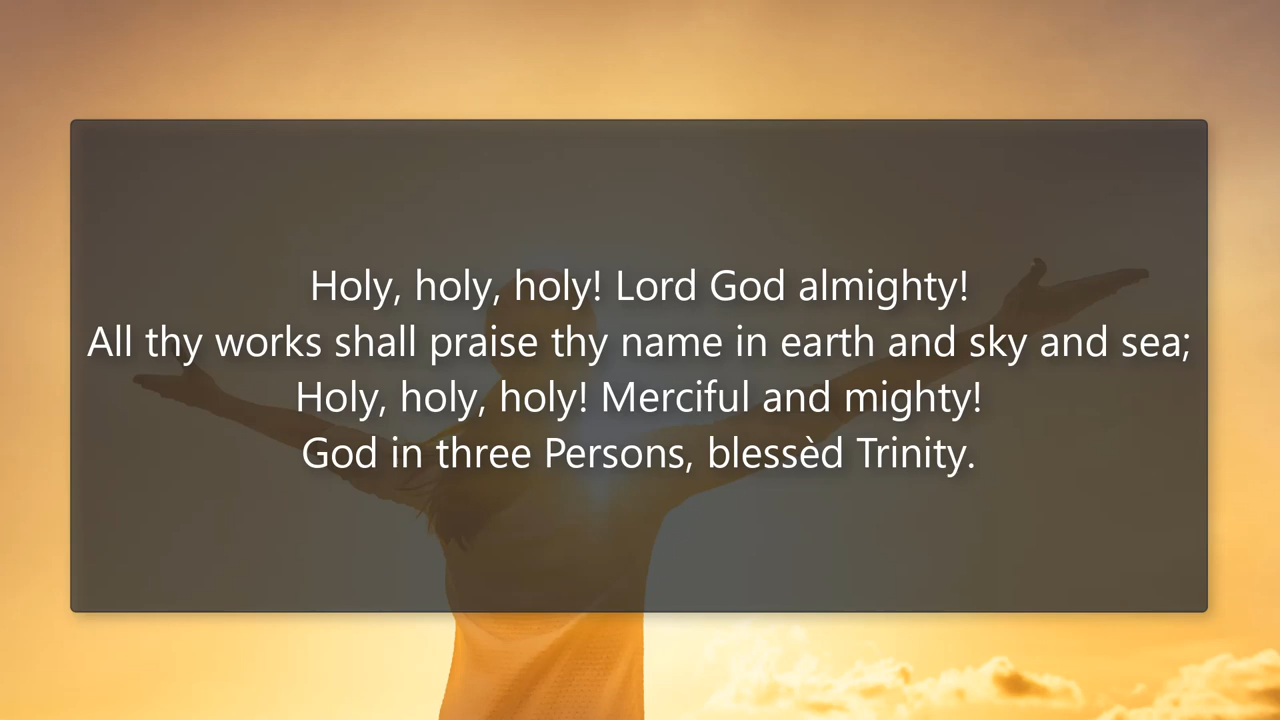 Holy, holy, holy! Lord God almighty!
All thy works shall praise thy name in earth and sky and sea;
Holy, holy, holy! Merciful and mighty!
God in three Persons, blessèd Trinity.